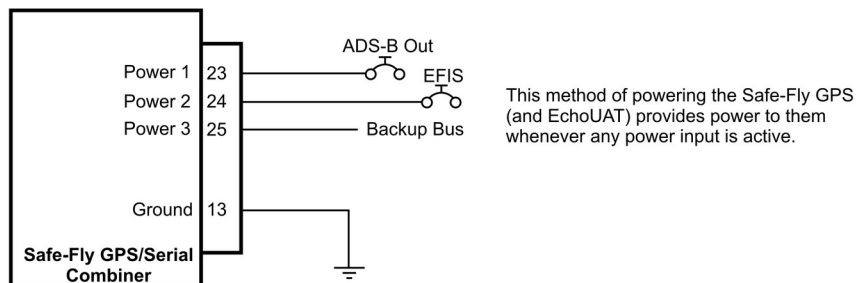 ADS-B Out
EFIS
Power 1 23
Power 2 24
Power 3 25 Backup Bus
Ground 13
Safe-Fly GPS/Serial
Combiner
This method of powering the Safe-Fly GPS
(and EchoUAT) provides power to them
whenever any power input is active.